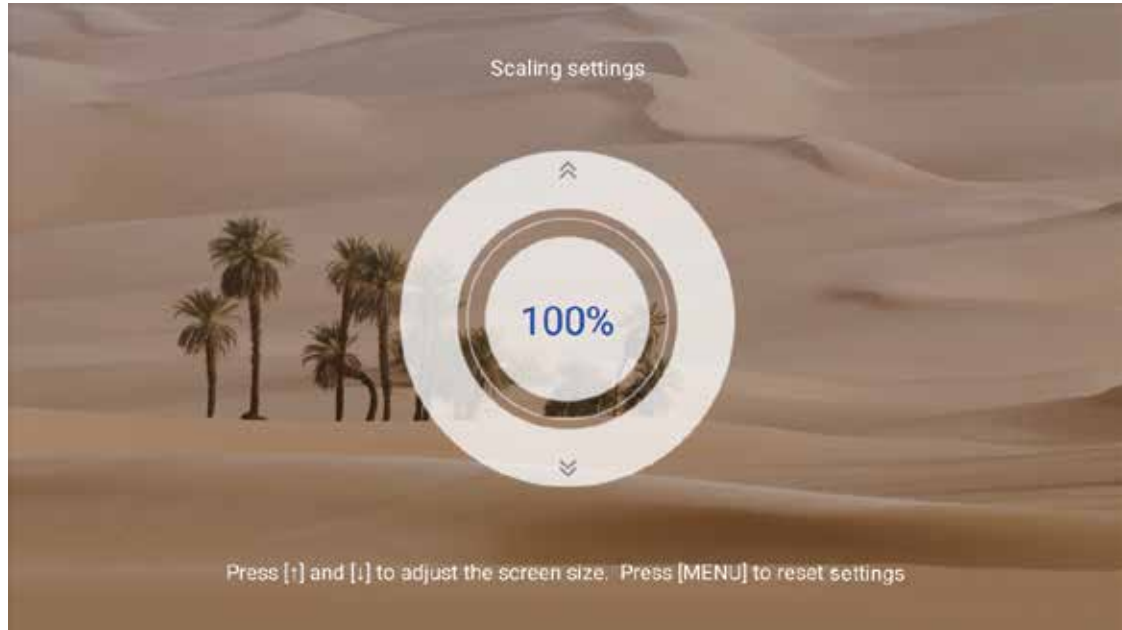 Scaling settings
100%
Press [↑] and [↓] to adjust the screen size. Press [MENU] to reset settings